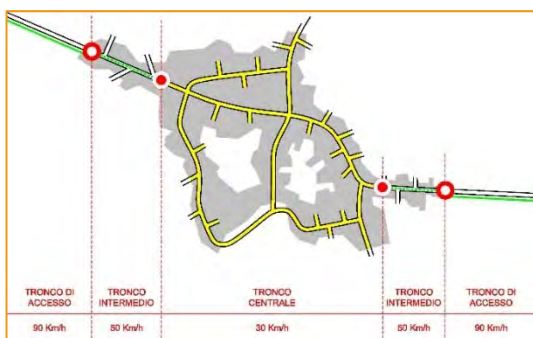 TRONCO DI
ACCESSO
TRONCO
INTERMEDIO
TRONCO
CENTRALE
TRONCO
INTERMEDIO
TRONCO DI
ACCESSO
90 Km/h
50 Km/h
30 Km/h
50 Km/h
90 Km/h